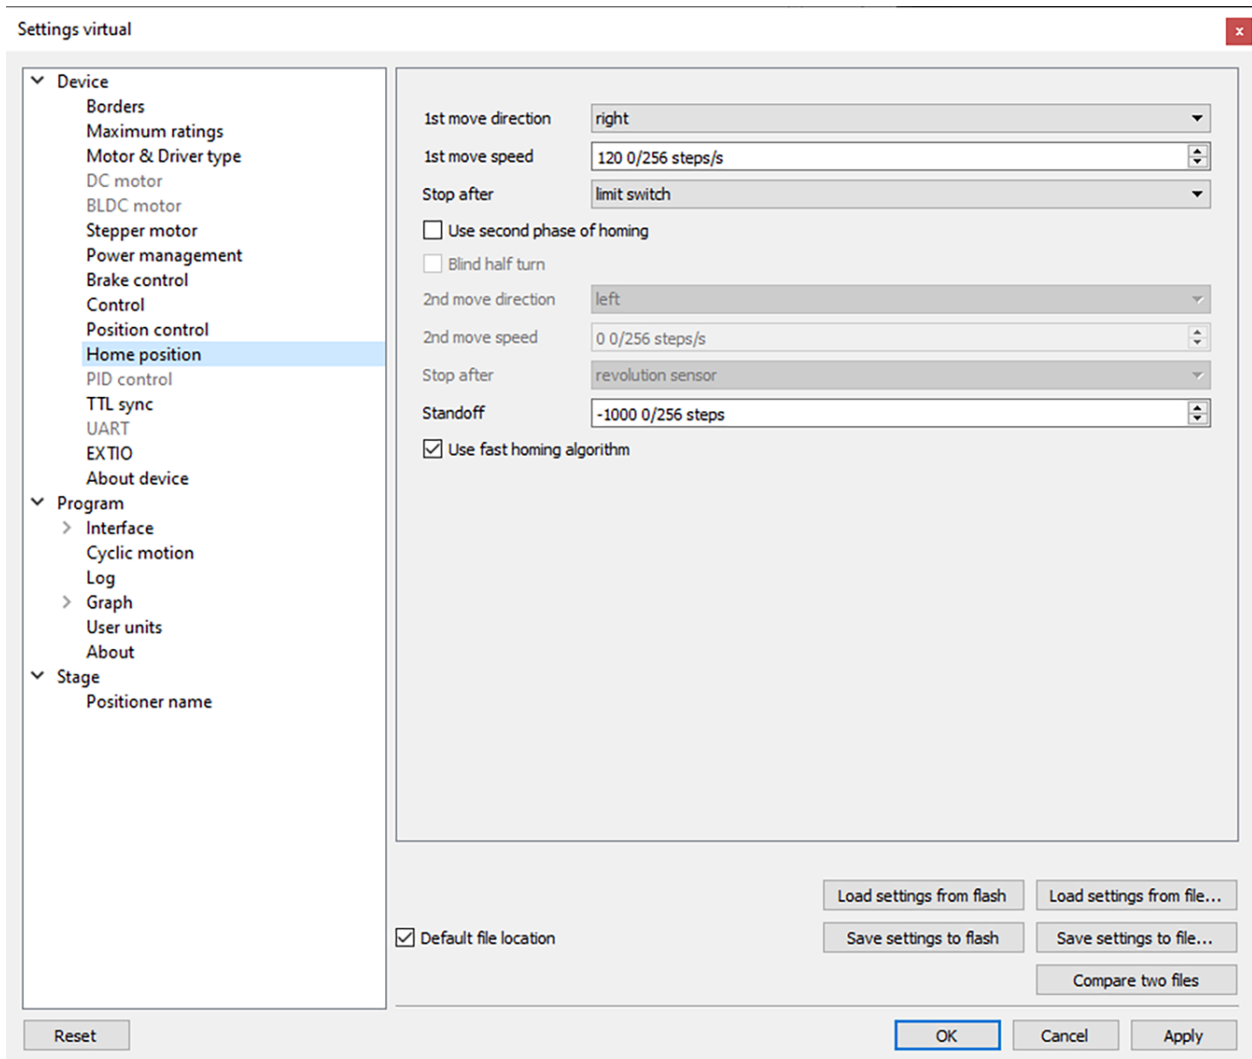 Settings virtual
x
Device
Borders
Maximum ratings
Motor & Driver type
DC motor
BLDC motor
Stepper motor
Power management
Brake control
Control
Position control
Home position
PID control
TTL sync
UART
EXTIO
About device
Program
Interface
Cyclic motion
Log
Graph
User units
About
Stage
Positioner name
1st move direction right
1st move speed 120 0/256 steps/s
Stop after limit switch
Use second phase of homing
Blind half turn
2nd move direction left
2nd move speed 0 0/256 steps/s
Stop after revolution sensor
Standoff -1000 0/256 steps
Use fast homing algorithm
Load settings from flash Load settings from file...
Default file location Save settings to flash Save settings to file...
Compare two files
Reset OK Cancel Apply